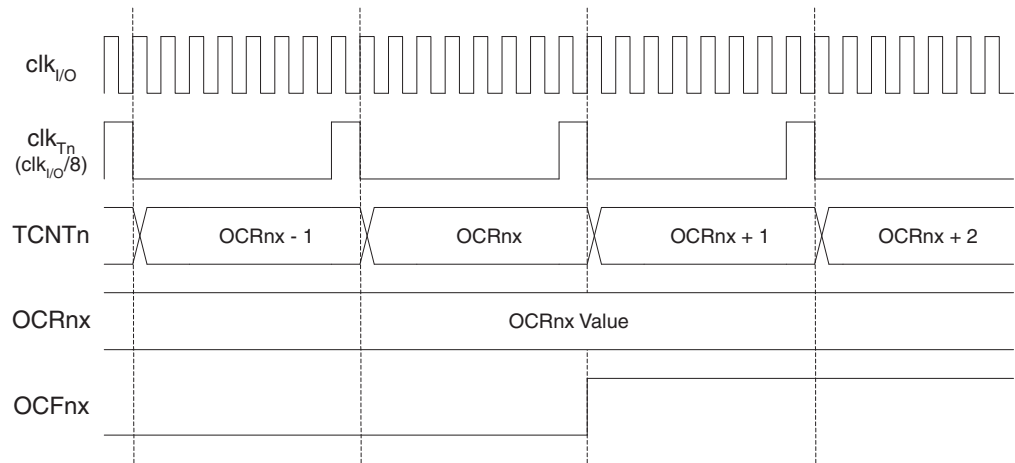 clkI/O
clkTn
(clkI/O/8)
TCNTn
OCRnx - 1
OCRnx
OCRnx + 1
OCRnx + 2
OCRnx
OCRnx Value
OCFnx